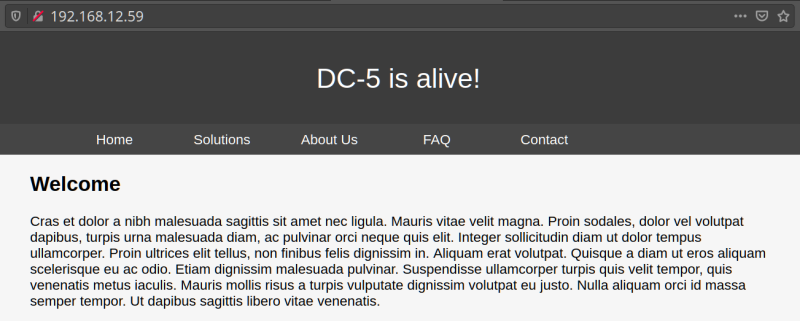 192.168.12.59
DC-5 is alive!
Home Solutions About Us FAQ Contact
Welcome
Cras et dolor a nibh malesuada sagittis sit amet nec ligula. Mauris vitae velit magna. Proin sodales, dolor vel volutpat
dapibus, turpis urna malesuada diam, ac pulvinar orci neque quis elit. Integer sollicitudin diam ut dolor tempus
ullamcorper. Proin ultrices elit tellus, non finibus felis dignissim in. Aliquam erat volutpat. Quisque a diam ut eros aliquam
scelerisque eu ac odio. Etiam dignissim malesuada pulvinar. Suspendisse ullamcorper turpis quis velit tempor, quis
venenatis metus iaculis. Mauris mollis risus a turpis vulputate dignissim volutpat eu justo. Nulla aliquam orci id massa
semper tempor. Ut dapibus sagittis libero vitae venenatis.